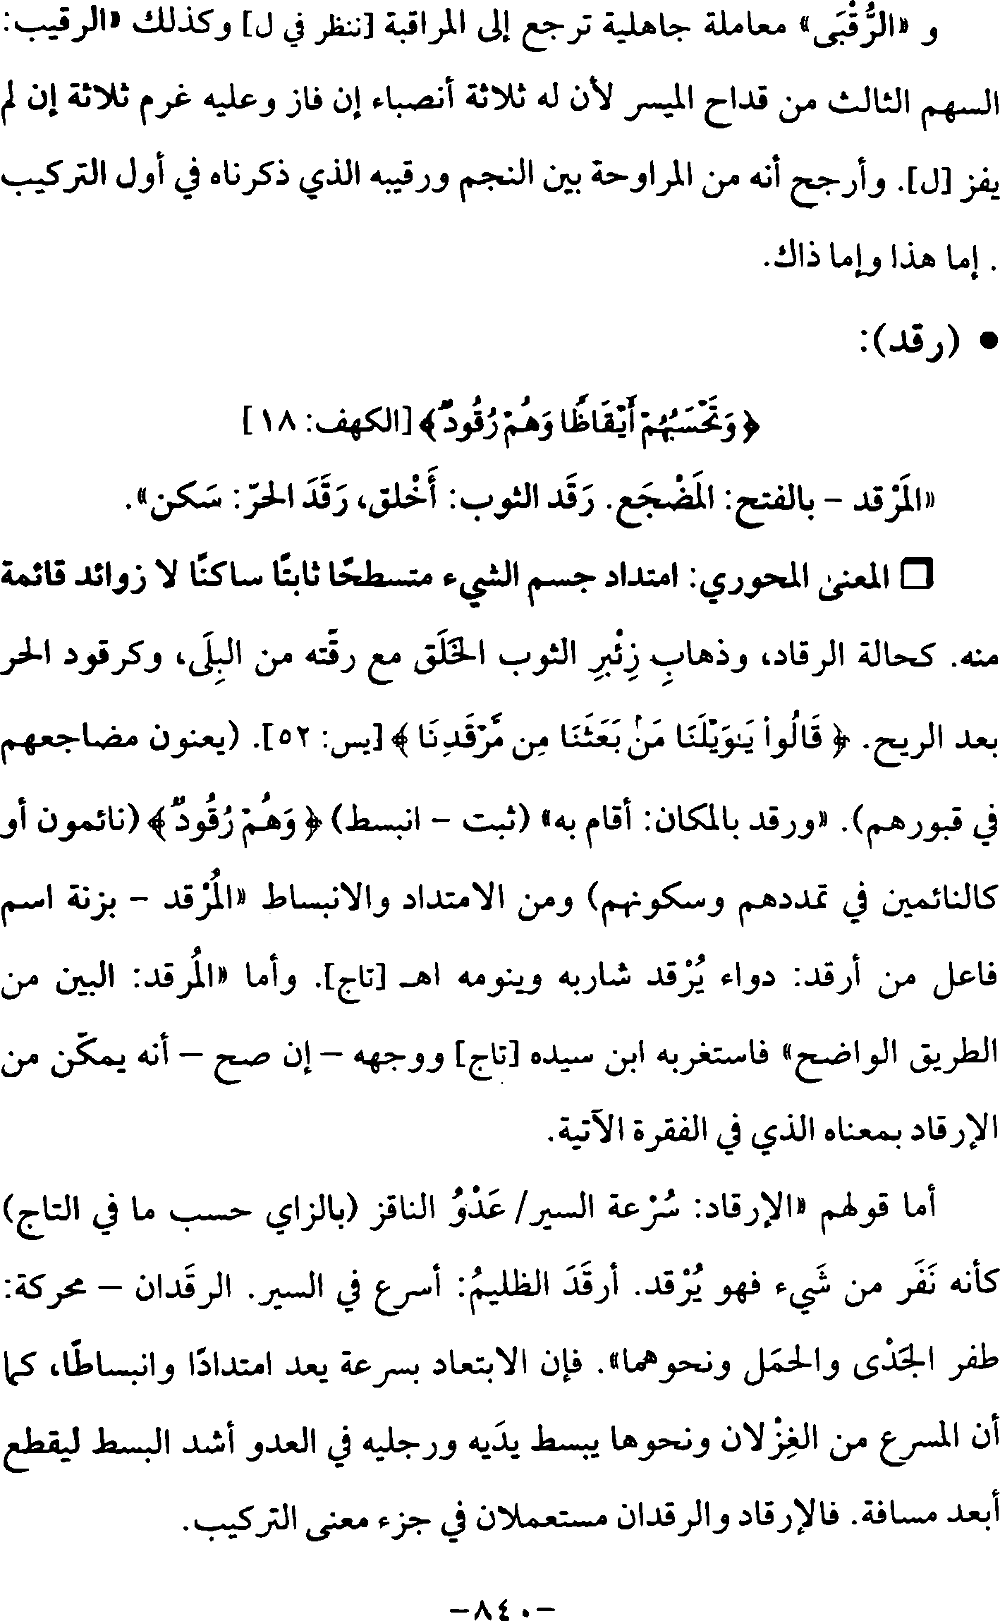 و «الرُّقْبَى» معاملة جاهلية ترجع إلى المراقبة [ننظر في ل] وكذلك «الرقيب:
السهم الثالث من قداح الميسر لأن له ثلاثة أنصباء إن فاز وعليه غرم ثلاثة إن لم
يفز [ل]. وأرجح أنه من المراوحة بين النجم ورقيبه الذي ذكرناه في أول التركيب
. إما هذا وإما ذاك.
• (رقد):
﴿وَتَحْسَبُهُمْ أَيْقَاظًا وَهُمْ رُقُودٌ﴾ [الكهف: ١٨]
«المَرْقد – بالفتح: المَضْجَع. رَقَد الثوب: أَخْلق، رَقَدَ الحرّ: سَكن».
❒ المعنى المحوري: امتداد جسم الشيء متسطحًا ثابتًا ساكنًا لا زوائد قائمة
منه. كحالة الرقاد، وذهابِ زِئْبرِ الثوب الخَلَق مع رقّته من البِلَى، وكرقود الحر
بعد الريح. ﴿قَالُوا۟ يَـٰوَيْلَنَا مَنۢ بَعَثَنَا مِن مَّرْقَدِنَا﴾ [يس: ٥٢]. (يعنون مضاجعهم
في قبورهم). «ورقد بالمكان: أقام به» (ثبت – انبسط) ﴿وَهُمْ رُقُودٌ﴾ (نائمون أو
كالنائمين في تمددهم وسكونهم) ومن الامتداد والانبساط «المُرْقد – بزنة اسم
فاعل من أرقد: دواء يُرْقد شاربه وينومه اهـ [تاج]. وأما «المُرقد: البين من
الطريق الواضح» فاستغربه ابن سيده [تاج] ووجهه – إن صح – أنه يمكّن من
الإرقاد بمعناه الذي في الفقرة الآتية.
أما قولهم «الإرقاد: سُرْعة السير/ عَدْوُ الناقز (بالزاي حسب ما في التاج)
كأنه نَفَر من شَيء فهو يُرْقد. أرقَدَ الظليمُ: أسرع في السير. الرقَدان – محركة:
طفر الجَدْى والحمَل ونحوهما». فإن الابتعاد بسرعة يعد امتدادًا وانبساطًا، كما
أن المسرع من الغِزْلان ونحوها يبسط يدَيه ورجليه في العدو أشد البسط ليقطع
أبعد مسافة. فالإرقاد والرقدان مستعملان في جزء معنى التركيب.
-٨٤٠-